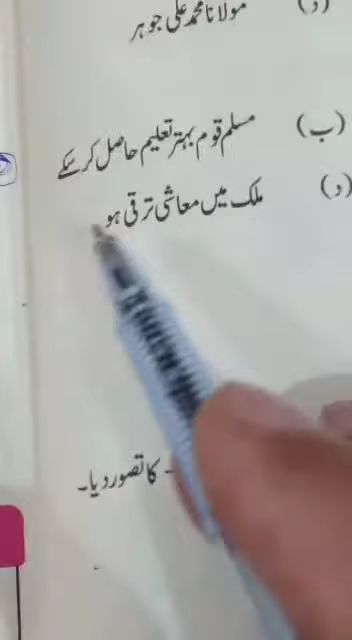 (د) مولانا محمد علی جوہر
(ب) مسلم قوم بہتر تعلیم حاصل کر سکے
(د) ملک میں معاشی ترقی ہو
۔ کا تصور دیا۔